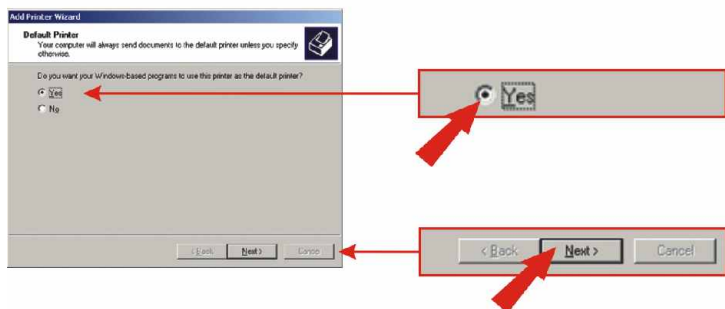 Add Printer Wizard
Default Printer
Your computer will always send documents to the default printer unless you specify
otherwise.
Do you want your Windows-based programs to use this printer as the default printer?
Yes
No
< Back
Next >
Cancel
Yes
< Back
Next >
Cancel